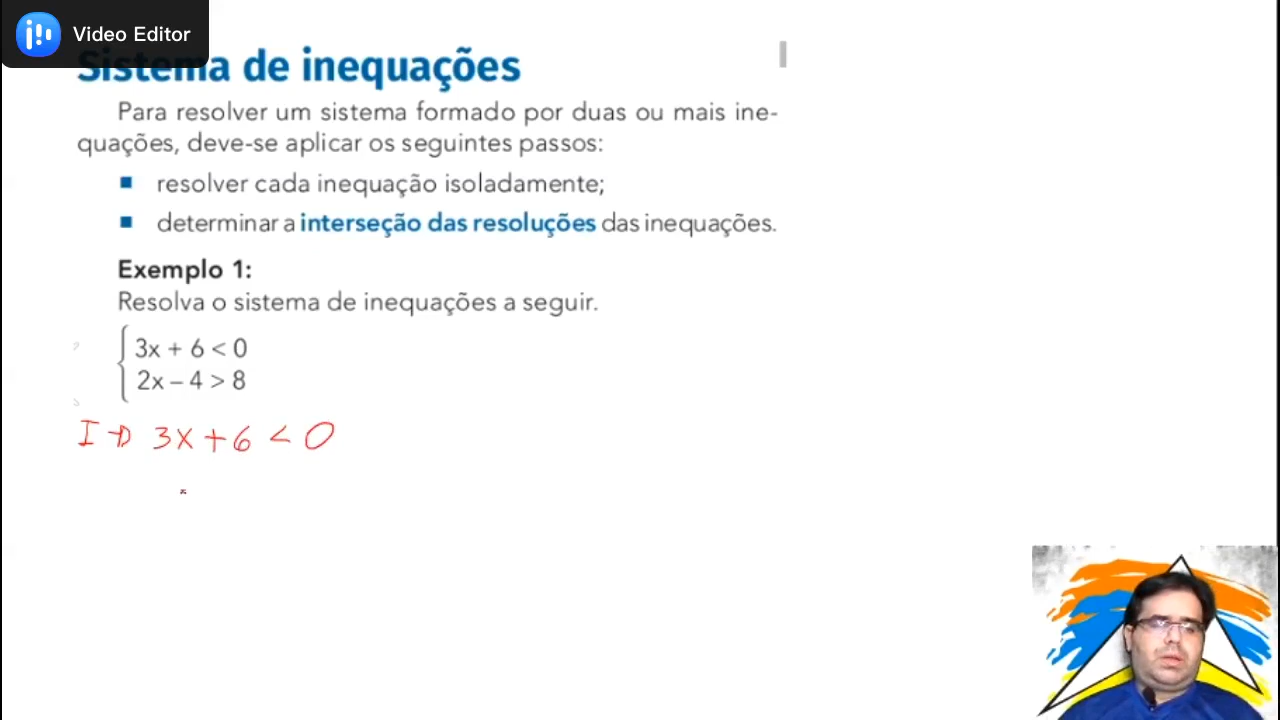 Video Editor
Sistema de inequações
Para resolver um sistema formado por duas ou mais ine-
quações, deve-se aplicar os seguintes passos:
■ resolver cada inequação isoladamente;
■ determinar a interseção das resoluções das inequações.
Exemplo 1:
Resolva o sistema de inequações a seguir.
3x + 6 < 0
2x – 4 > 8
I → 3x + 6 < 0